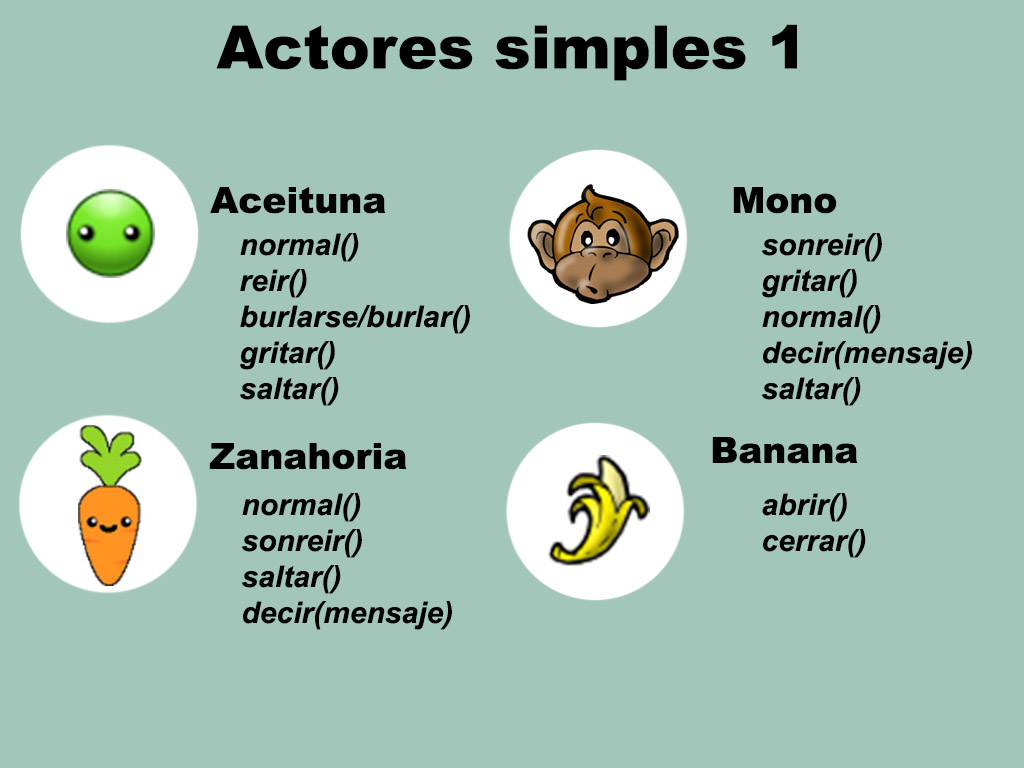 Actores simples 1
Aceituna
normal()
reir()
burlarse/burlar()
gritar()
saltar()
Mono
sonreir()
gritar()
normal()
decir(mensaje)
saltar()
Zanahoria
normal()
sonreir()
saltar()
decir(mensaje)
Banana
abrir()
cerrar()